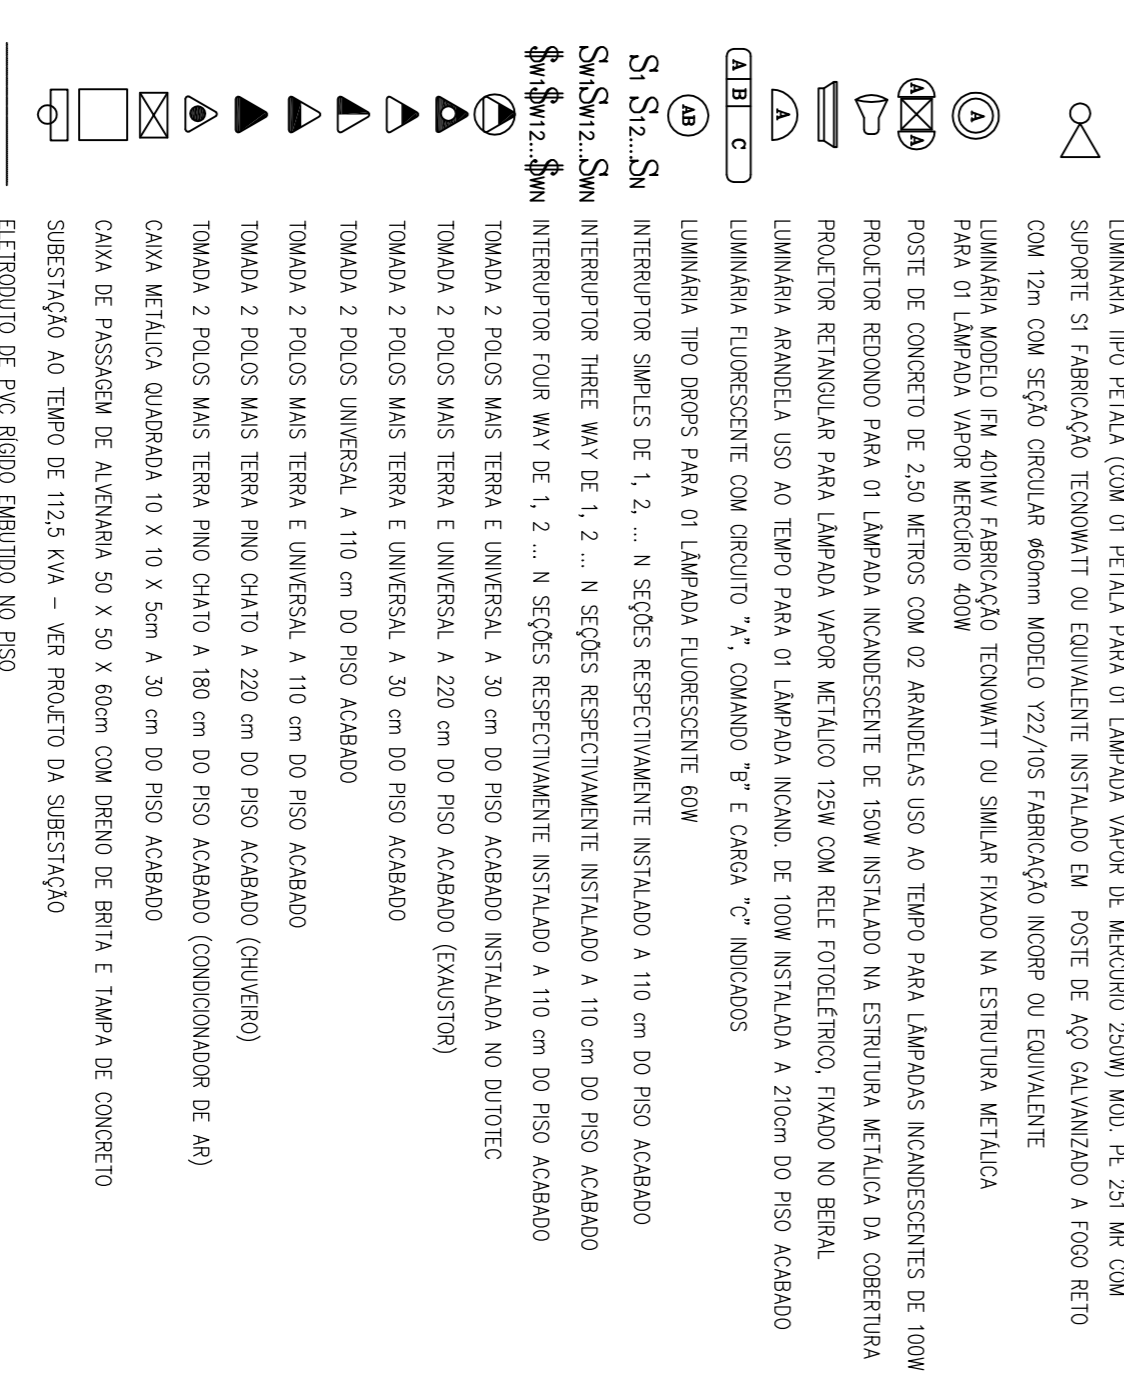 LUMINÁRIA TIPO PÉTALA (COM 01 PÉTALA PARA 01 LÂMPADA VAPOR DE MERCÚRIO 250W) MOD. PE 251 MR COM
SUPORTE S1 FABRICAÇÃO TECNOWATT OU EQUIVALENTE INSTALADO EM POSTE DE AÇO GALVANIZADO A FOGO RETO
COM 12m COM SEÇÃO CIRCULAR ø60mm MODELO Y22/10S FABRICAÇÃO INCORP OU EQUIVALENTE
A LUMINÁRIA MODELO IFM 401MV FABRICAÇÃO TECNOWATT OU SIMILAR FIXADO NA ESTRUTURA METÁLICA
PARA 01 LÂMPADA VAPOR MERCÚRIO 400W
A A POSTE DE CONCRETO DE 2,50 METROS COM 02 ARANDELAS USO AO TEMPO PARA LÂMPADAS INCANDESCENTES DE 100W
PROJETOR REDONDO PARA 01 LÂMPADA INCANDESCENTE DE 150W INSTALADO NA ESTRUTURA METÁLICA DA COBERTURA
PROJETOR RETANGULAR PARA LÂMPADA VAPOR METÁLICO 125W COM RELE FOTOELÉTRICO, FIXADO NO BEIRAL
A LUMINÁRIA ARANDELA USO AO TEMPO PARA 01 LÂMPADA INCAND. DE 100W INSTALADA A 210cm DO PISO ACABADO
A B C LUMINÁRIA FLUORESCENTE COM CIRCUITO "A", COMANDO "B" E CARGA "C" INDICADOS
AB LUMINÁRIA TIPO DROPS PARA 01 LÂMPADA FLUORESCENTE 60W
S1 S12...SN INTERRUPTOR SIMPLES DE 1, 2, ... N SEÇÕES RESPECTIVAMENTE INSTALADO A 110 cm DO PISO ACABADO
SW1SW12...SWN INTERRUPTOR THREE WAY DE 1, 2 ... N SEÇÕES RESPECTIVAMENTE INSTALADO A 110 cm DO PISO ACABADO
$W1$W12...$WN INTERRUPTOR FOUR WAY DE 1, 2 ... N SEÇÕES RESPECTIVAMENTE INSTALADO A 110 cm DO PISO ACABADO
TOMADA 2 POLOS MAIS TERRA E UNIVERSAL A 30 cm DO PISO ACABADO INSTALADA NO DUTOTEC
TOMADA 2 POLOS MAIS TERRA E UNIVERSAL A 220 cm DO PISO ACABADO (EXAUSTOR)
TOMADA 2 POLOS MAIS TERRA E UNIVERSAL A 30 cm DO PISO ACABADO
TOMADA 2 POLOS UNIVERSAL A 110 cm DO PISO ACABADO
TOMADA 2 POLOS MAIS TERRA E UNIVERSAL A 110 cm DO PISO ACABADO
TOMADA 2 POLOS MAIS TERRA PINO CHATO A 220 cm DO PISO ACABADO (CHUVEIRO)
TOMADA 2 POLOS MAIS TERRA PINO CHATO A 180 cm DO PISO ACABADO (CONDICIONADOR DE AR)
CAIXA METÁLICA QUADRADA 10 X 10 X 5cm A 30 cm DO PISO ACABADO
CAIXA DE PASSAGEM DE ALVENARIA 50 X 50 X 60cm COM DRENO DE BRITA E TAMPA DE CONCRETO
SUBESTAÇÃO AO TEMPO DE 112,5 KVA – VER PROJETO DA SUBESTAÇÃO
ELETRODUTO DE PVC RÍGIDO EMBUTIDO NO PISO